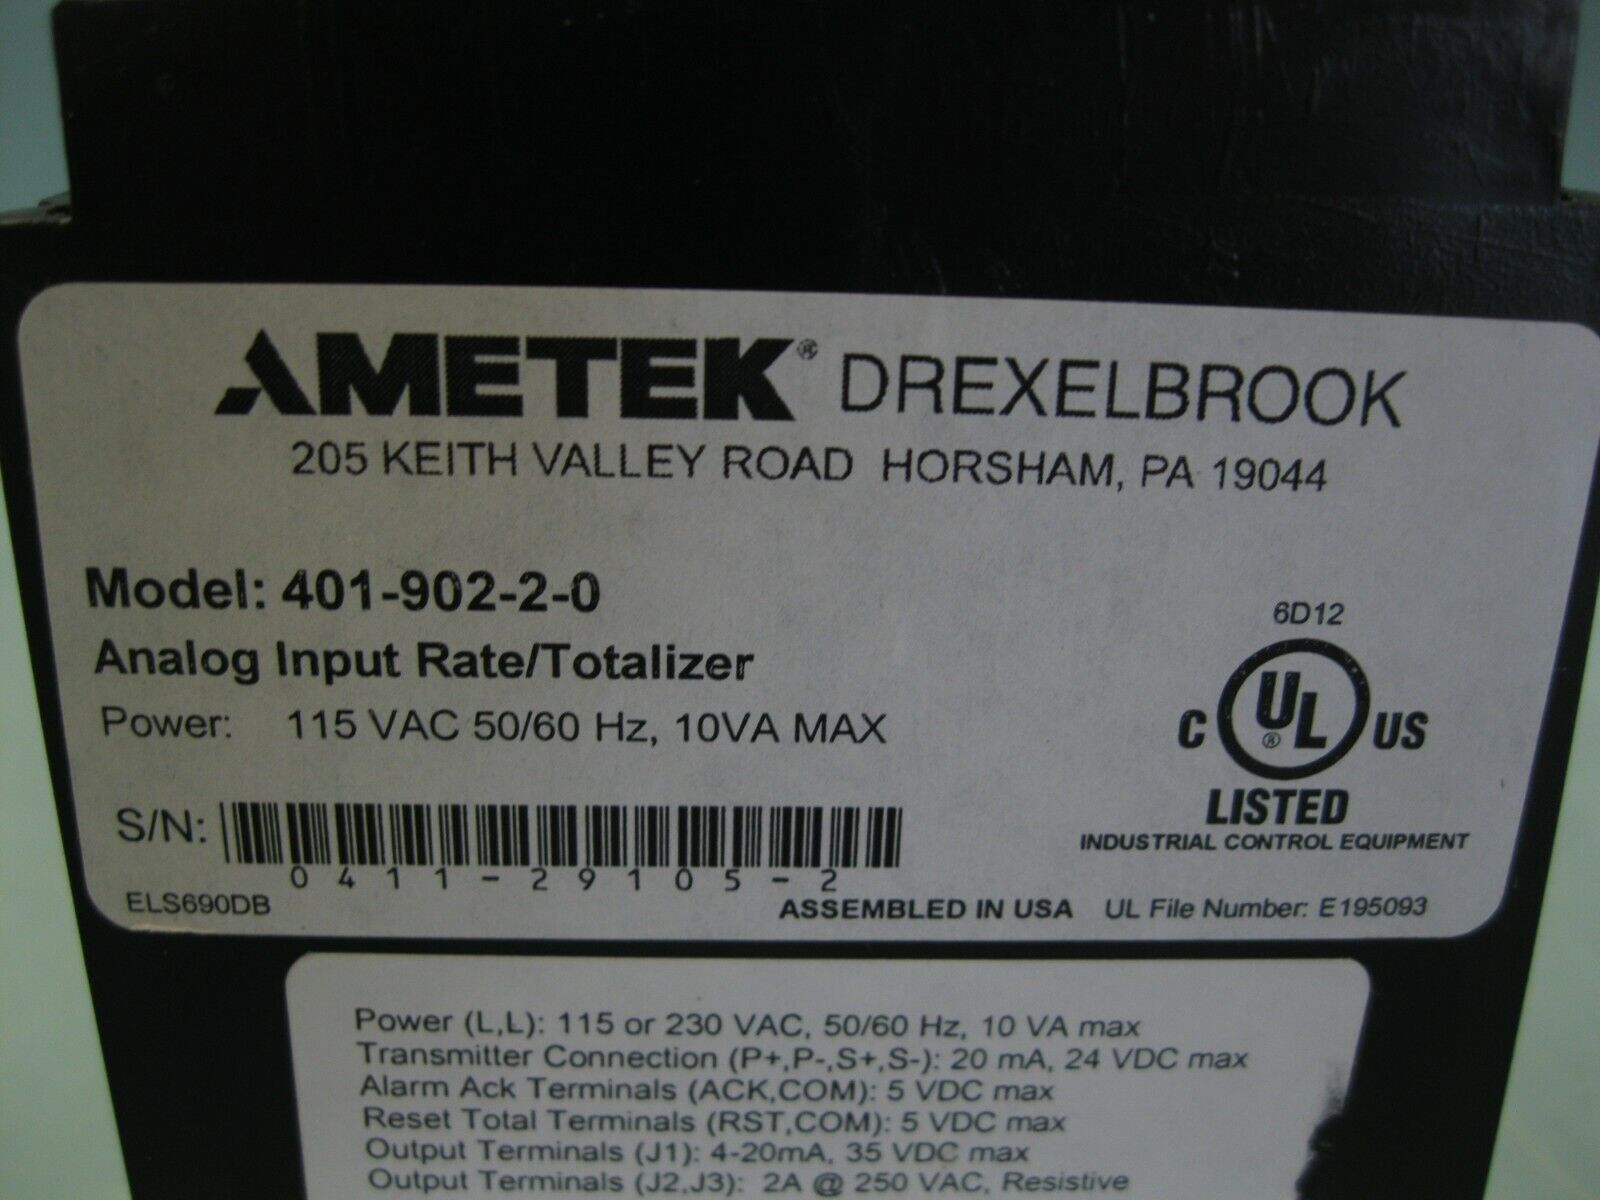 AMETEK® DREXELBROOK
205 KEITH VALLEY ROAD HORSHAM, PA 19044
Model: 401-902-2-0
Analog Input Rate/Totalizer
Power: 115 VAC 50/60 Hz, 10VA MAX
6D12
C UL® US
LISTED
INDUSTRIAL CONTROL EQUIPMENT
S/N:
0411-29105-2
ELS690DB
ASSEMBLED IN USA UL File Number: E195093
Power (L,L): 115 or 230 VAC, 50/60 Hz, 10 VA max
Transmitter Connection (P+,P-,S+,S-): 20 mA, 24 VDC max
Alarm Ack Terminals (ACK,COM): 5 VDC max
Reset Total Terminals (RST,COM): 5 VDC max
Output Terminals (J1): 4-20mA, 35 VDC max
Output Terminals (J2,J3): 2A @ 250 VAC, Resistive